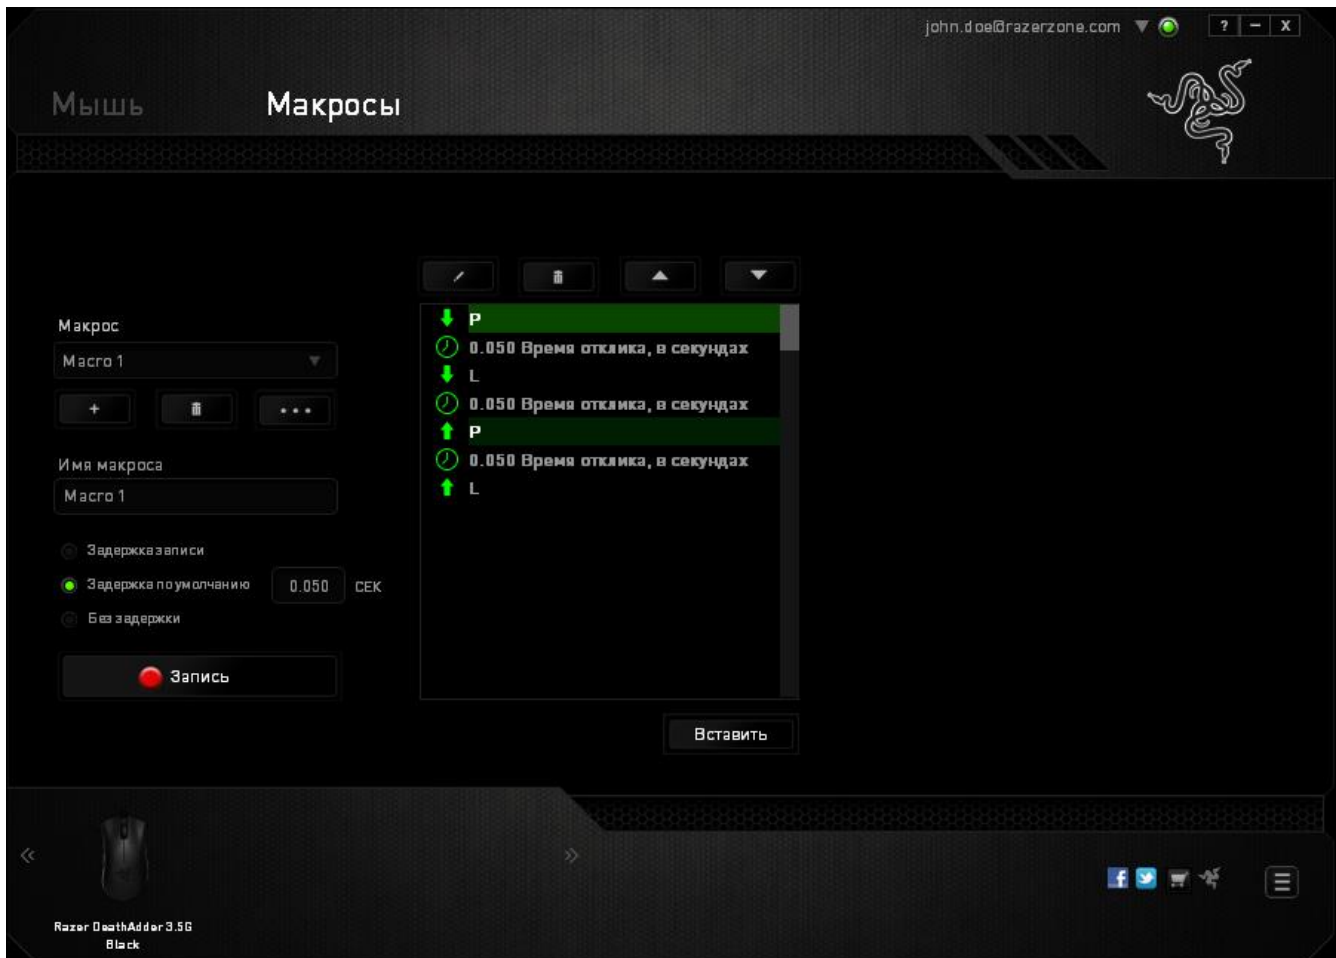 john.doe@razerzone.com
? - X
Мышь Макросы
Макрос
Macro 1
+
Имя макроса
Macro 1
Задержка записи
Задержка по умолчанию 0.050 СЕК
Без задержки
Запись
P
0.050 Время отклика, в секундах
L
0.050 Время отклика, в секундах
P
0.050 Время отклика, в секундах
L
Вставить
Razer DeathAdder 3.5G
Black